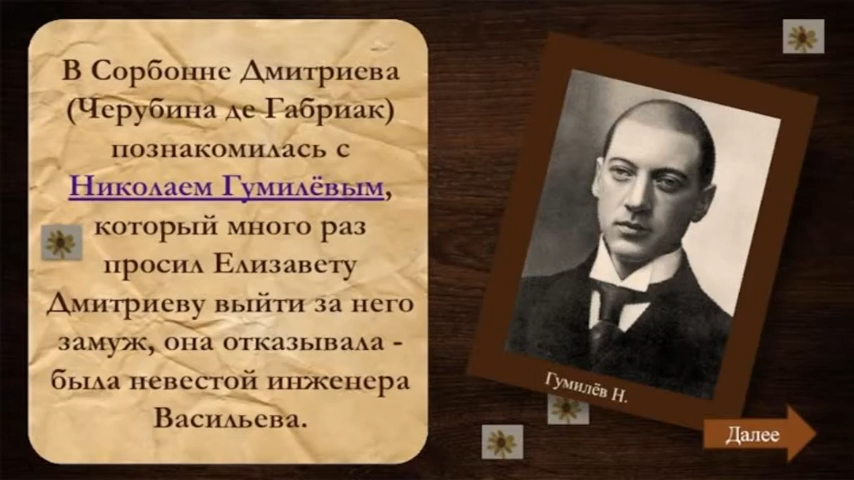 В Сорбонне Дмитриева
(Черубина де Габриак)
познакомилась с
Николаем Гумилёвым,
который много раз
просил Елизавету
Дмитриеву выйти за него
замуж, она отказывала -
была невестой инженера
Васильева.
Гумилёв Н.
Далее